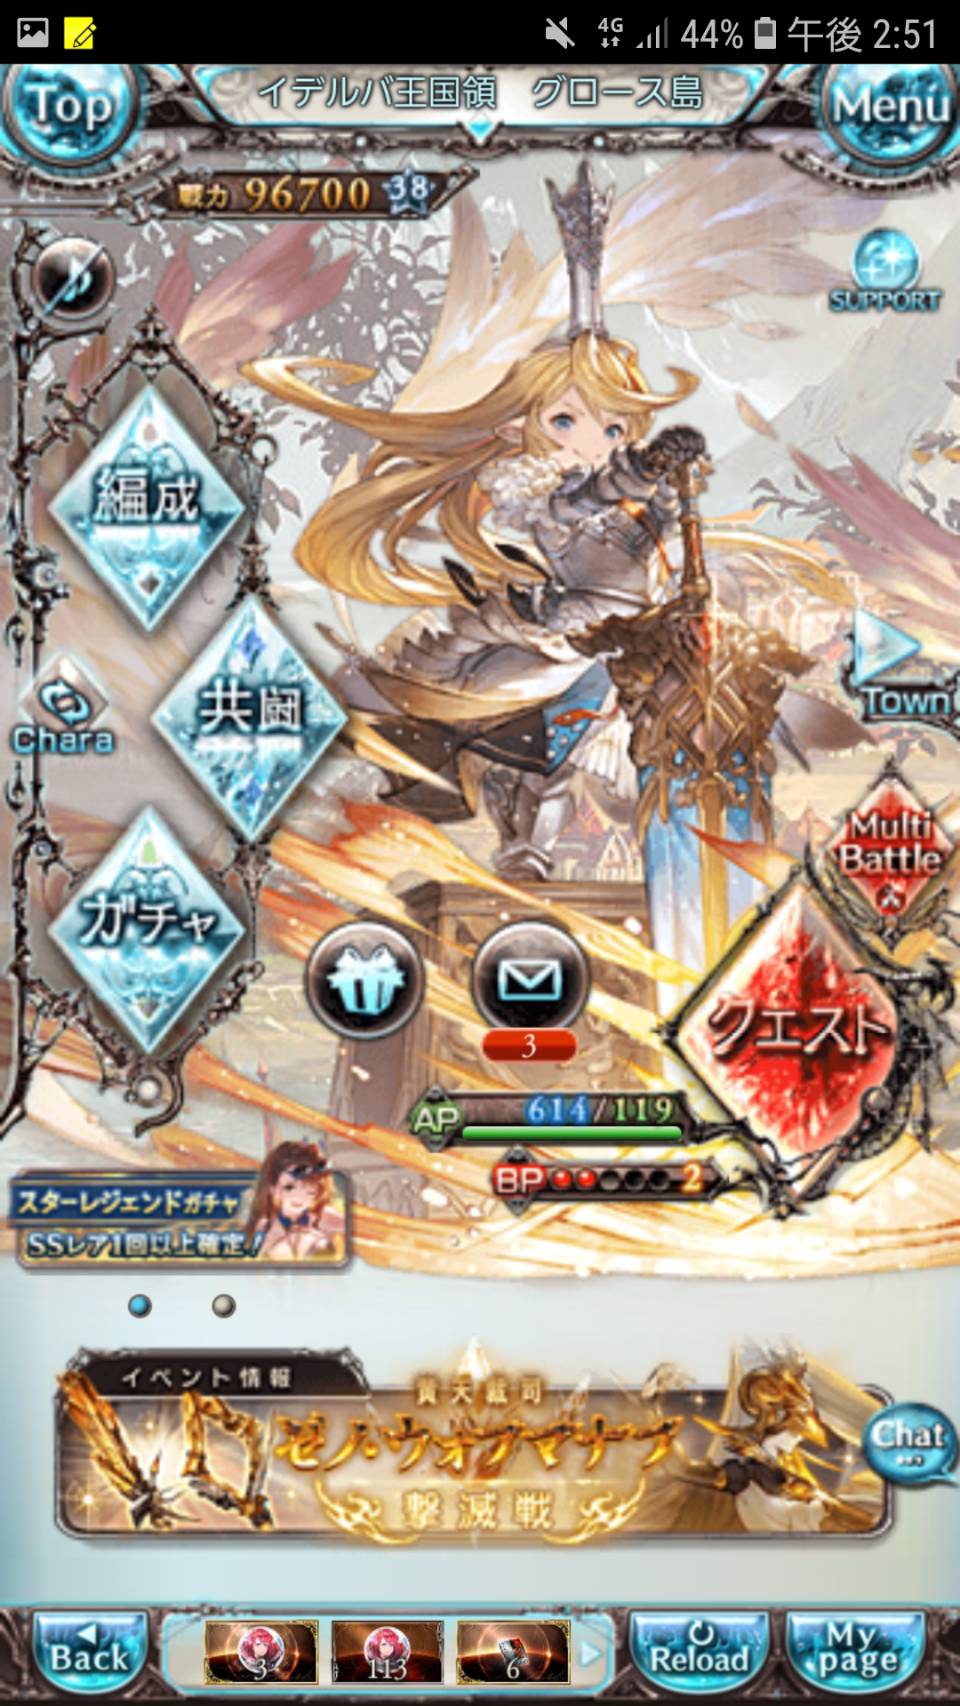 4G 44% 午後 2:51
Top
イデルバ王国領　グロース島
Menu
戦力 96700 38
SUPPORT
編成
共闘
Chara
Town
Multi
Battle
ガチャ
クエスト
3
AP 614/119
BP 2
スターレジェンドガチャ
SSレア1回以上確定!
イベント情報
ゼノ・ウォフマナフ
撃滅戦
Chat
Back
3
113
6
Reload
My
page